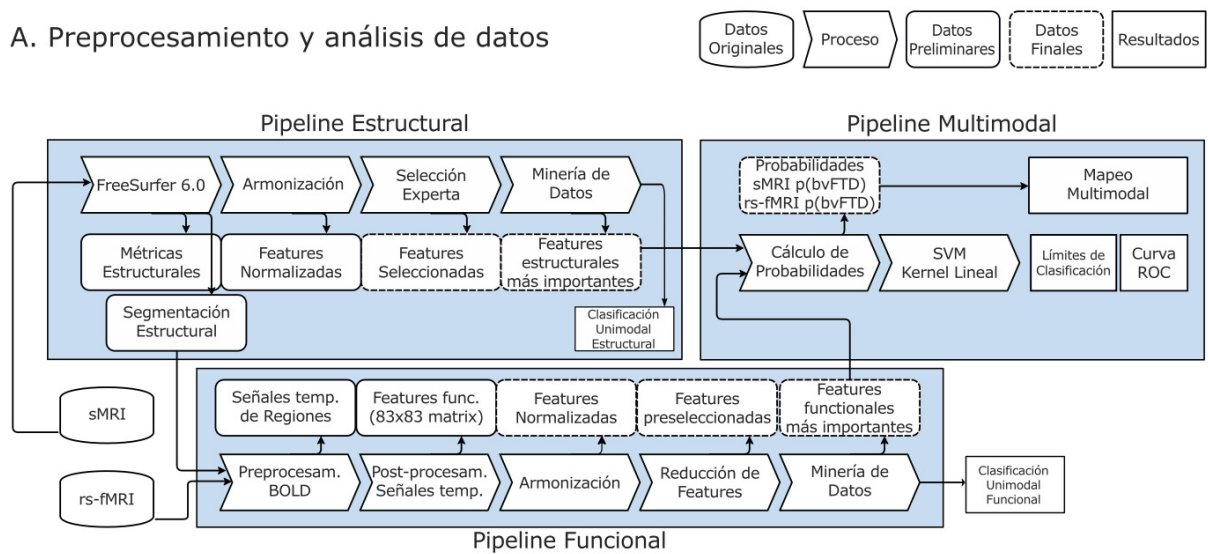 A. Preprocesamiento y análisis de datos
Datos
Originales
Proceso
Datos
Preliminares
Datos
Finales
Resultados
Pipeline Estructural
FreeSurfer 6.0
Armonización
Selección
Experta
Minería de
Datos
Métricas
Estructurales
Features
Normalizadas
Features
Seleccionadas
Features
estructurales
más importantes
Segmentación
Estructural
Clasificación
Unimodal
Estructural
Pipeline Multimodal
Probabilidades
sMRI p(bvFTD)
rs-fMRI p(bvFTD)
Mapeo
Multimodal
Cálculo de
Probabilidades
SVM
Kernel Lineal
Límites de
Clasificación
Curva
ROC
sMRI
rs-fMRI
Señales temp.
de Regiones
Features func.
(83x83 matrix)
Features
Normalizadas
Features
preseleccionadas
Features
functionales
más importantes
Preprocesam.
BOLD
Post-procesam.
Señales temp.
Armonización
Reducción de
Features
Minería de
Datos
Clasificación
Unimodal
Funcional
Pipeline Funcional